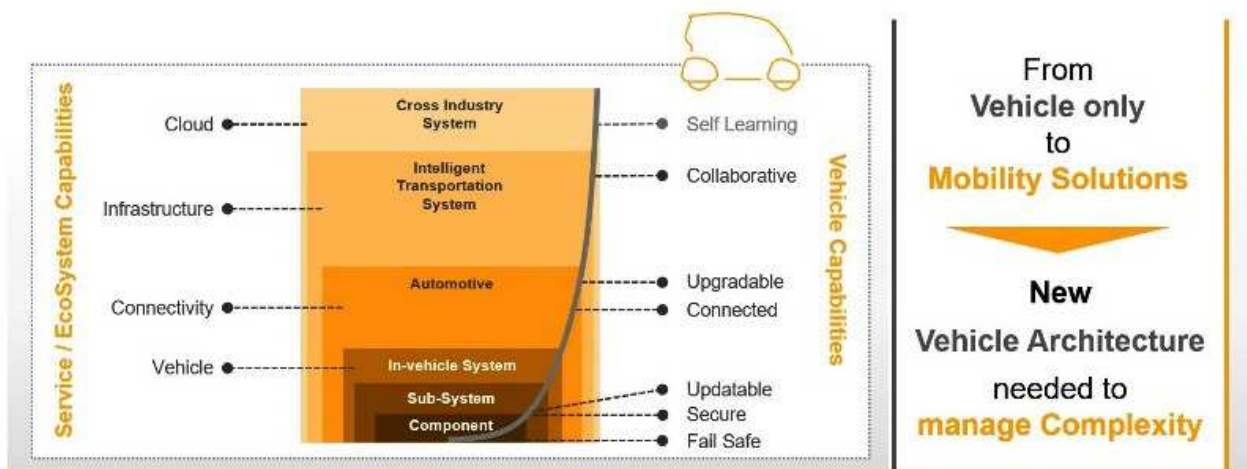 Service / EcoSystem Capabilities
Cloud
Infrastructure
Connectivity
Vehicle
Cross Industry
System
Intelligent
Transportation
System
Automotive
In-vehicle System
Sub-System
Component
Self Learning
Collaborative
Upgradable
Connected
Updatable
Secure
Fail Safe
Vehicle Capabilities
From
Vehicle only
to
Mobility Solutions
New
Vehicle Architecture
needed to
manage Complexity